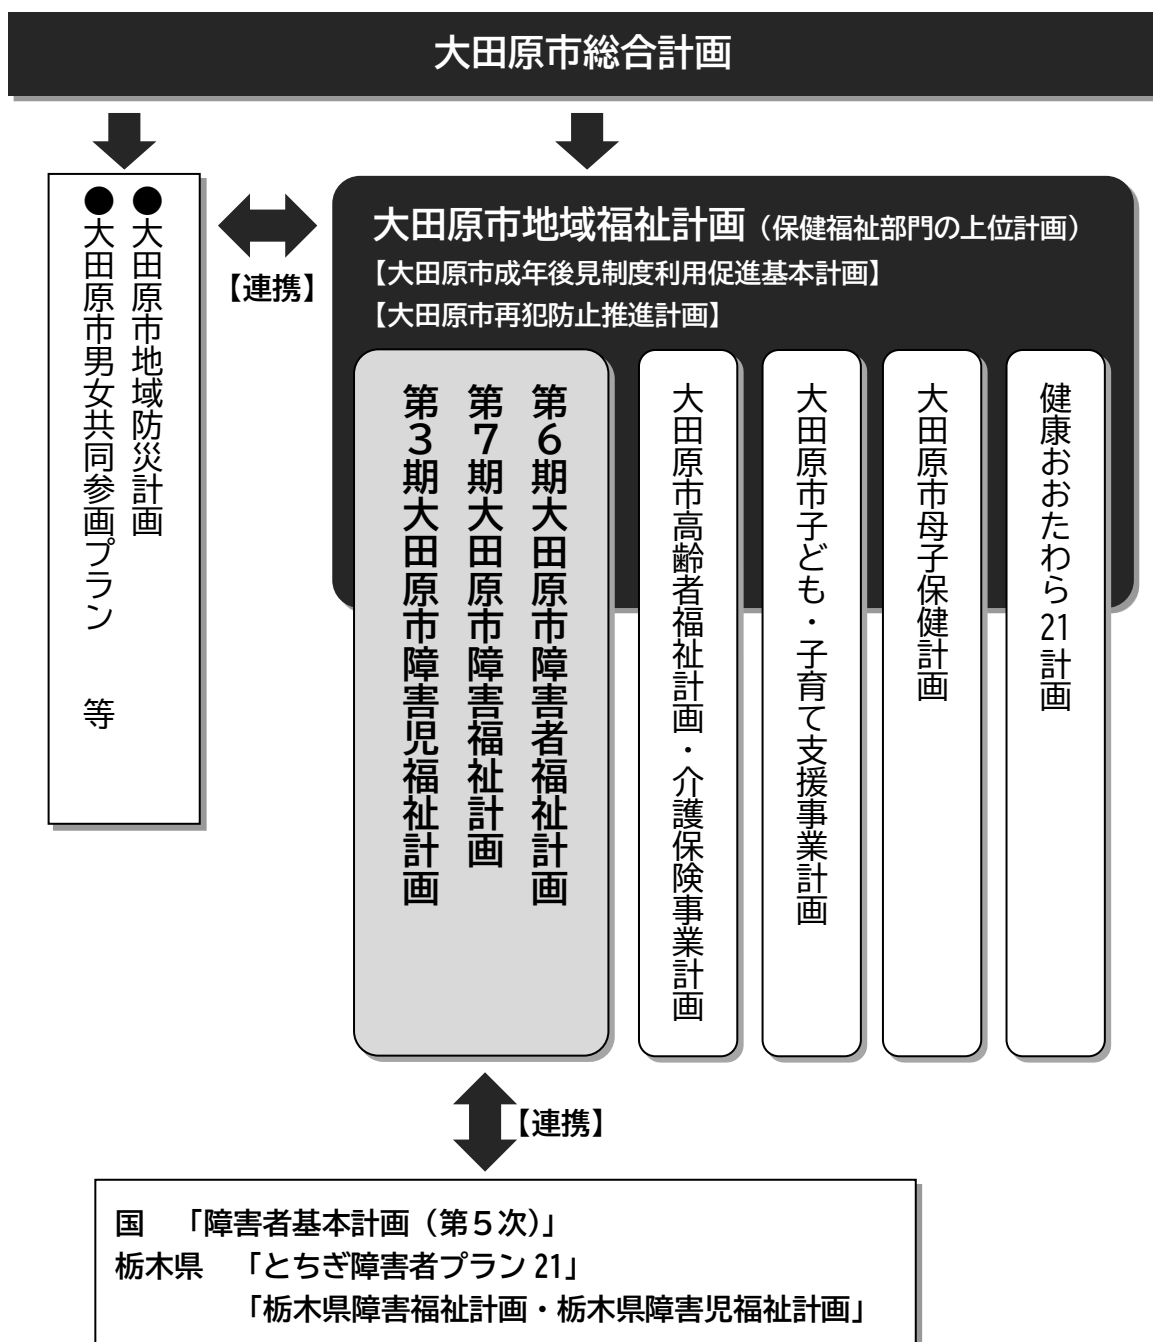 大田原市総合計画
●大田原市地域防災計画
●大田原市男女共同参画プラン　等
【連携】
大田原市地域福祉計画（保健福祉部門の上位計画）
【大田原市成年後見制度利用促進基本計画】
【大田原市再犯防止推進計画】
第６期大田原市障害者福祉計画
第７期大田原市障害福祉計画
第３期大田原市障害児福祉計画
大田原市高齢者福祉計画・介護保険事業計画
大田原市子ども・子育て支援事業計画
大田原市母子保健計画
健康おおたわら21計画
【連携】
国　「障害者基本計画（第５次）」
栃木県　「とちぎ障害者プラン21」
「栃木県障害福祉計画・栃木県障害児福祉計画」